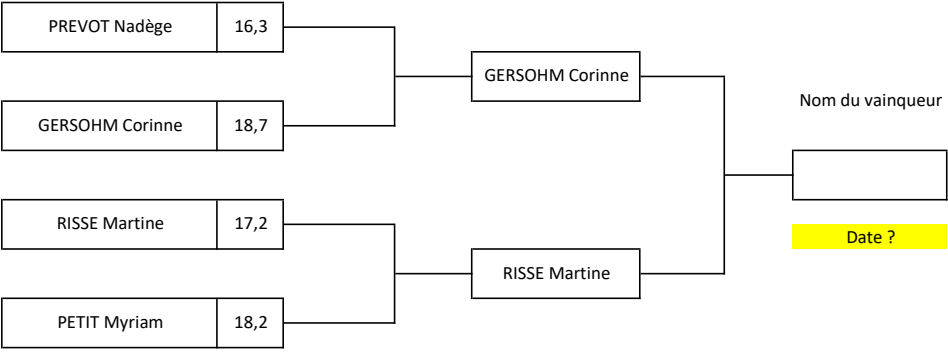 PREVOT Nadège 16,3
GERSOHM Corinne
GERSOHM Corinne 18,7
Nom du vainqueur
RISSE Martine 17,2
Date ?
RISSE Martine
PETIT Myriam 18,2